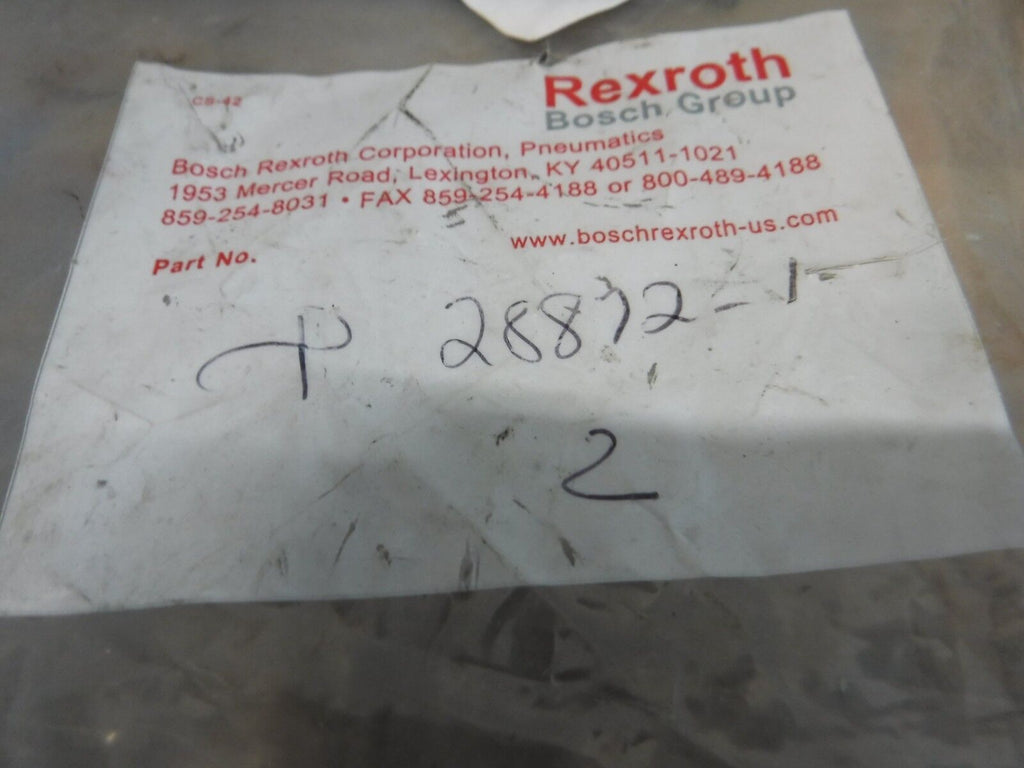 CS-42
Rexroth
Bosch Group
Bosch Rexroth Corporation, Pneumatics
1953 Mercer Road, Lexington, KY 40511-1021
859-254-8031 • FAX 859-254-4188 or 800-489-4188
www.boschrexroth-us.com
Part No.
P 28872-1
2